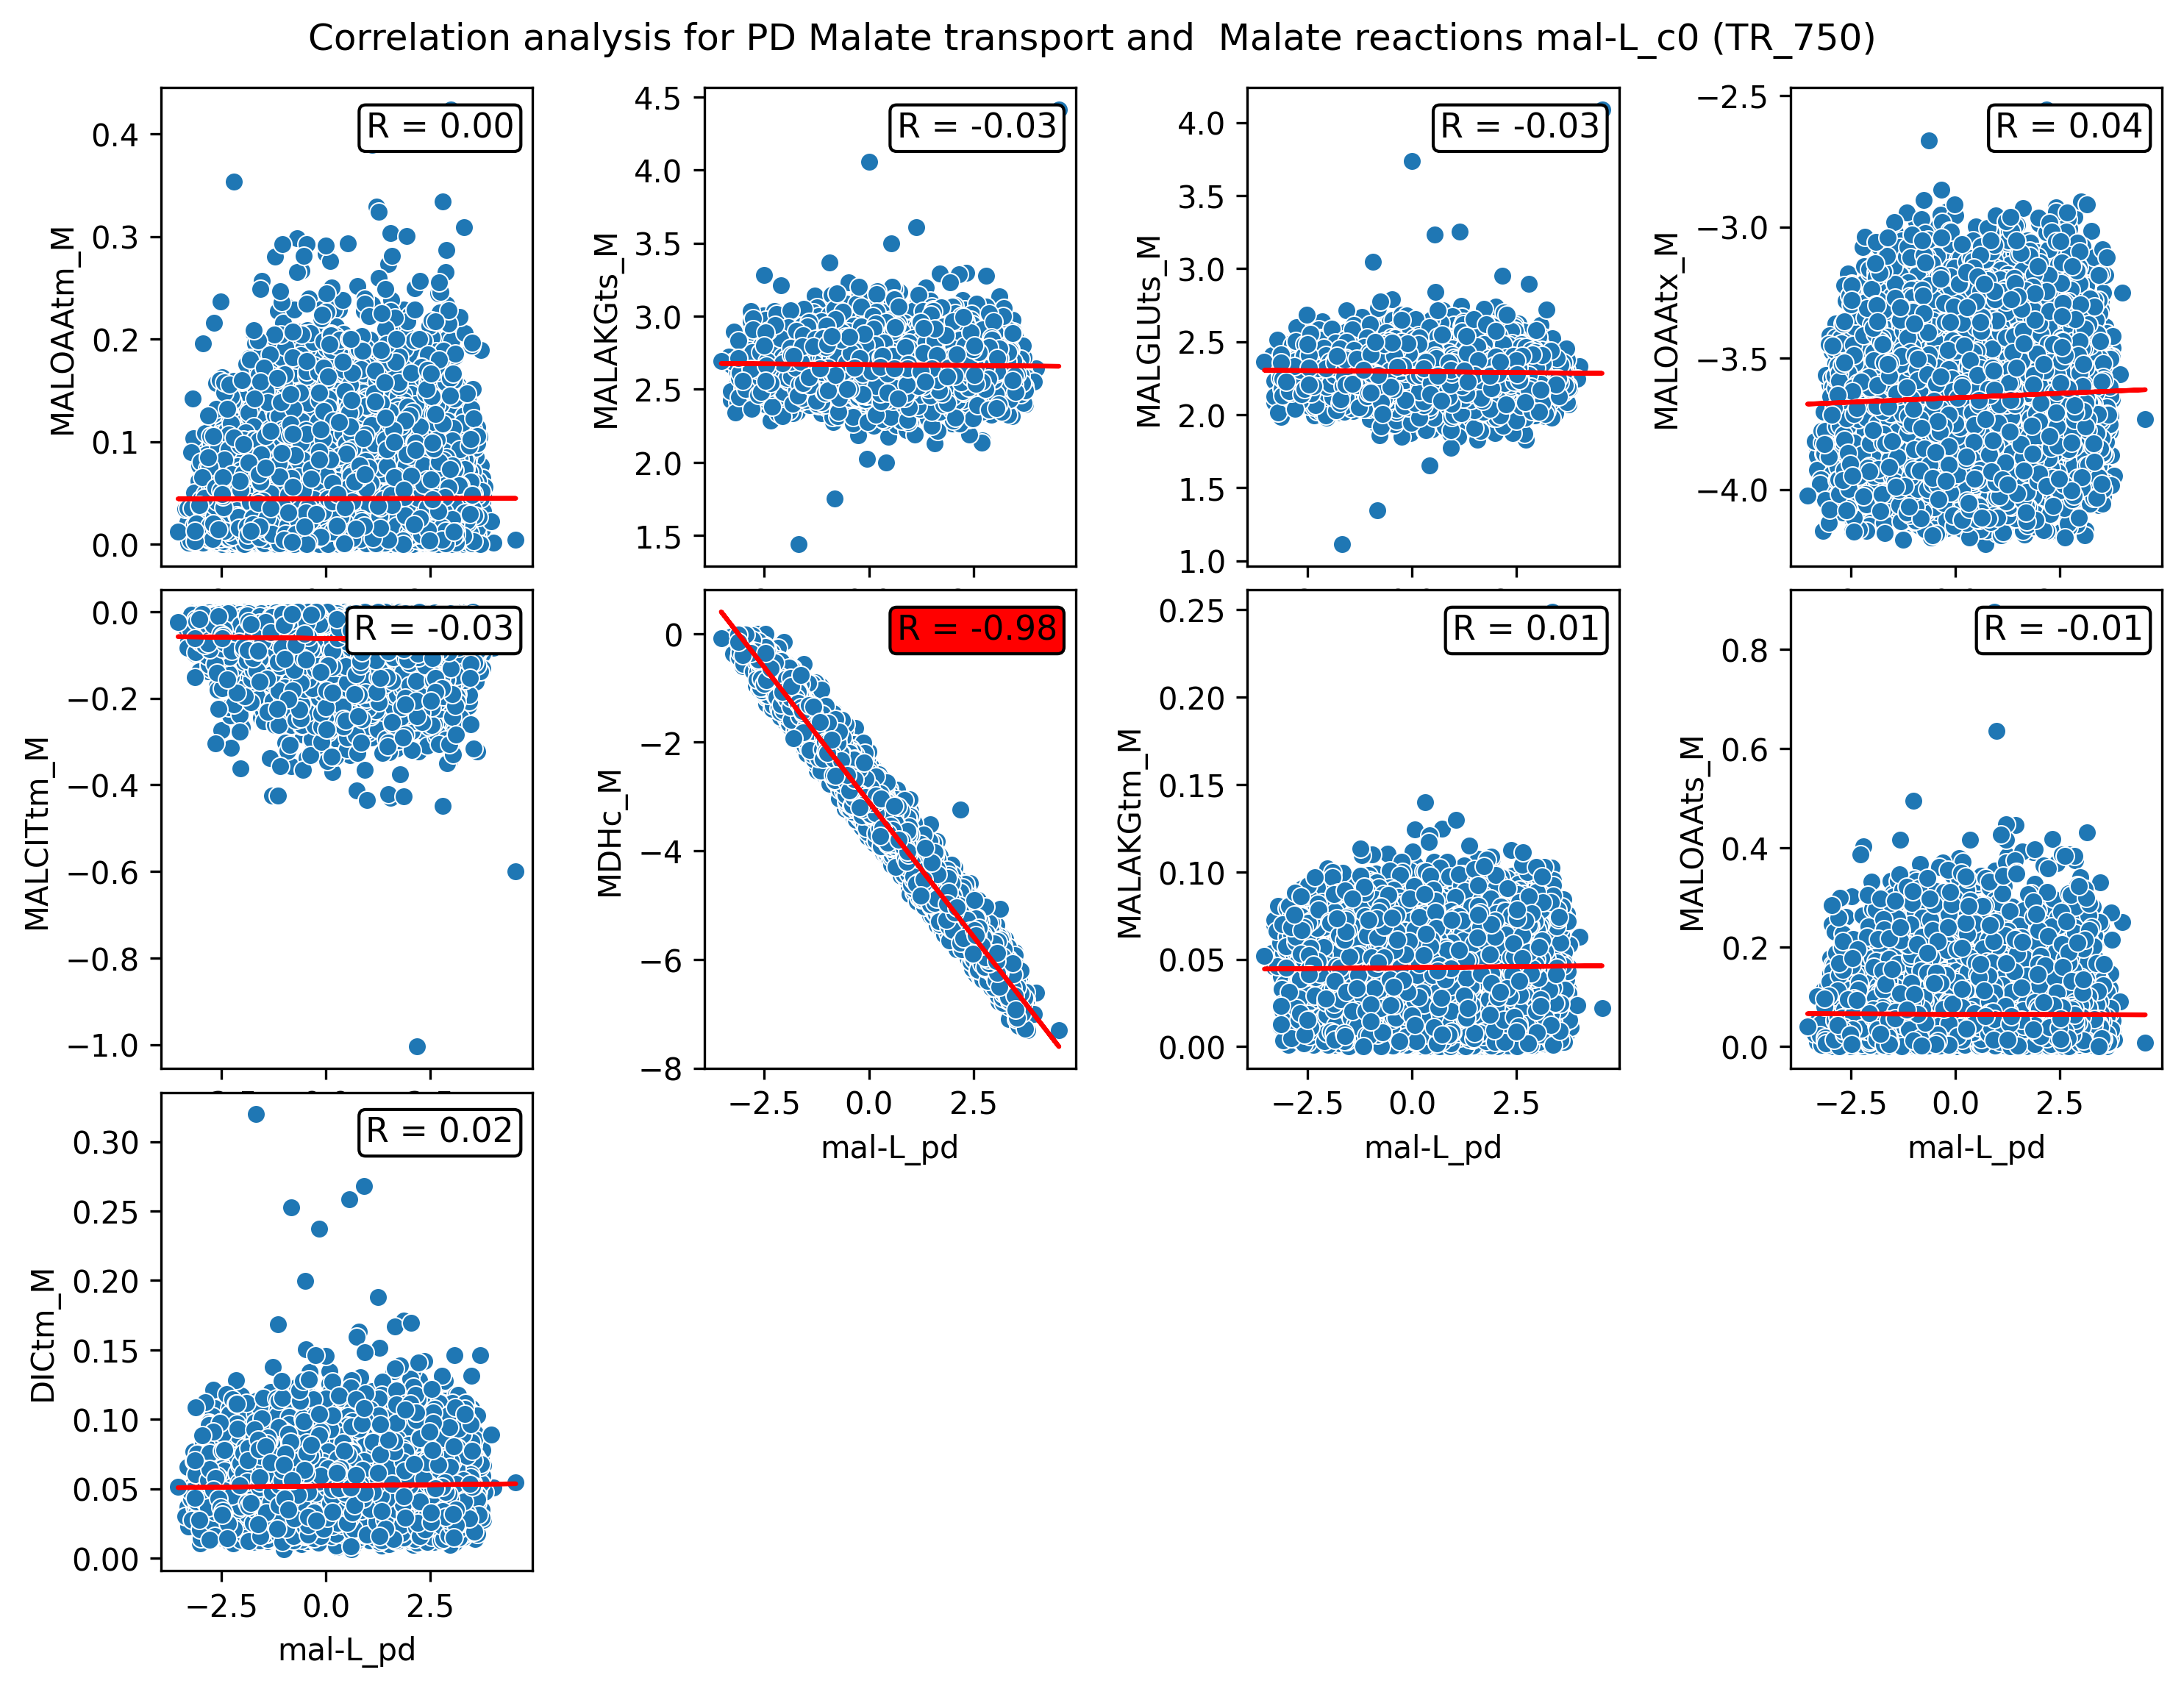 Correlation analysis for PD Malate transport and  Malate reactions mal-L_c0 (TR_750)
MALOAAtm_M
0.4
0.3
0.2
0.1
0.0
R = 0.00
MALAKGts_M
4.5
4.0
3.5
3.0
2.5
2.0
1.5
R = -0.03
MALGLUts_M
4.0
3.5
3.0
2.5
2.0
1.5
1.0
R = -0.03
MALOAAtx_M
−2.5
−3.0
−3.5
−4.0
R = 0.04
MALCITtm_M
0.0
−0.2
−0.4
−0.6
−0.8
−1.0
R = -0.03
MDHc_M
0
−2
−4
−6
−8
R = -0.98
−2.5 0.0 2.5
mal-L_pd
MALAKGtm_M
0.25
0.20
0.15
0.10
0.05
0.00
R = 0.01
−2.5 0.0 2.5
mal-L_pd
MALOAAts_M
0.8
0.6
0.4
0.2
0.0
R = -0.01
−2.5 0.0 2.5
mal-L_pd
DICtm_M
0.30
0.25
0.20
0.15
0.10
0.05
0.00
R = 0.02
−2.5 0.0 2.5
mal-L_pd